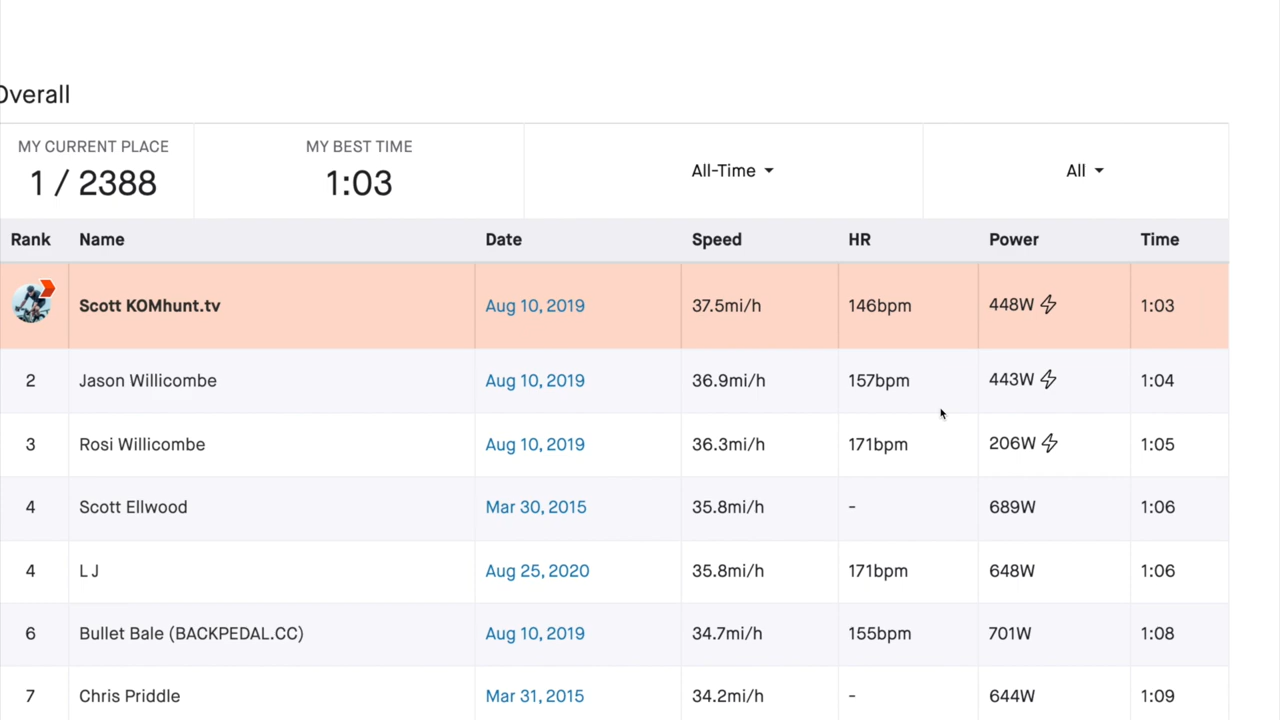 Overall
MY CURRENT PLACE MY BEST TIME
1 / 2388 1:03 All-Time All
Rank Name Date Speed HR Power Time
Scott KOMhunt.tv Aug 10, 2019 37.5mi/h 146bpm 448W 1:03
2 Jason Willicombe Aug 10, 2019 36.9mi/h 157bpm 443W 1:04
3 Rosi Willicombe Aug 10, 2019 36.3mi/h 171bpm 206W 1:05
4 Scott Ellwood Mar 30, 2015 35.8mi/h - 689W 1:06
4 L J Aug 25, 2020 35.8mi/h 171bpm 648W 1:06
6 Bullet Bale (BACKPEDAL.CC) Aug 10, 2019 34.7mi/h 155bpm 701W 1:08
7 Chris Priddle Mar 31, 2015 34.2mi/h - 644W 1:09